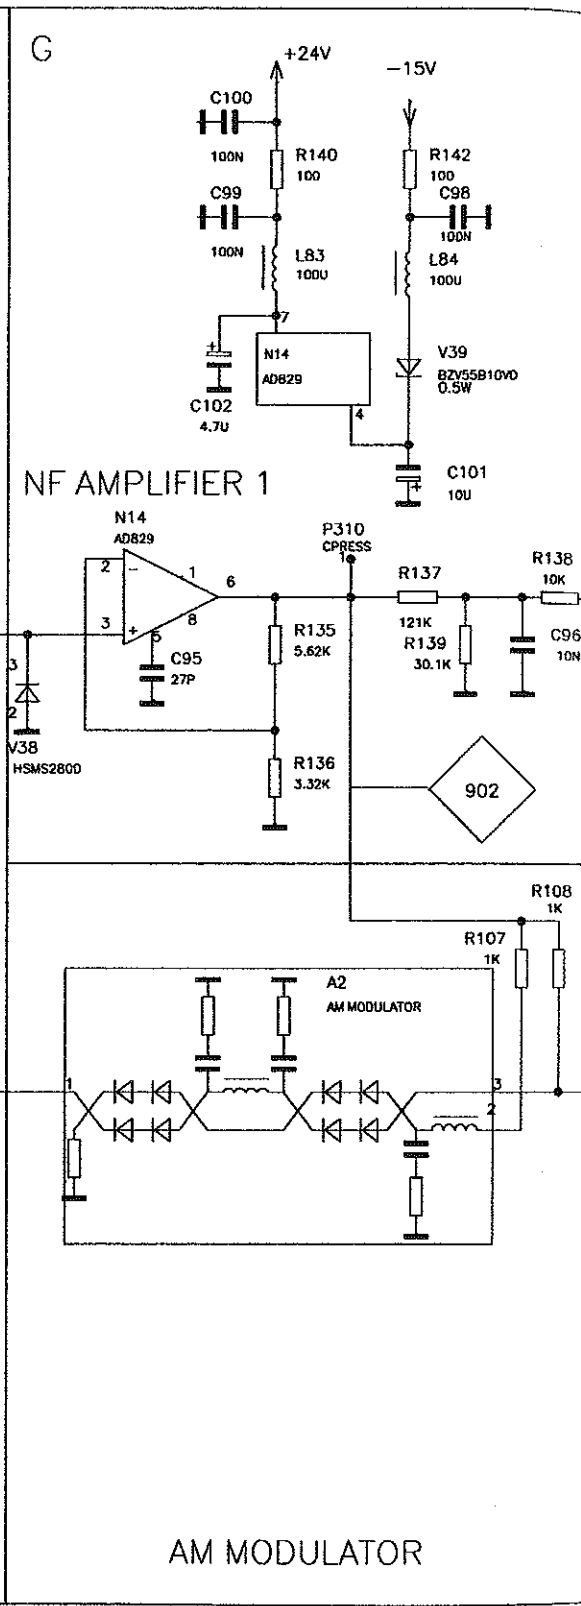 G
+24V
-15V
C100
100N
R140
100
R142
100
C99
100N
C98
100N
L83
100U
L84
100U
7
N14
AD829
4
+
C102
4.7U
V39
BZV55B10VO
0.5W
C101
10U
+
NF AMPLIFIER 1
N14
AD829
2
-
1
6
8
3
+
5
C95
27P
P310
CPRESS
1
R137
121K
R138
10K
R139
30.1K
C96
10N
R135
5.62K
3
2
V38
HSMS2800
R136
3.32K
902
R108
1K
R107
1K
A2
AM MODULATOR
1
3
2
AM MODULATOR